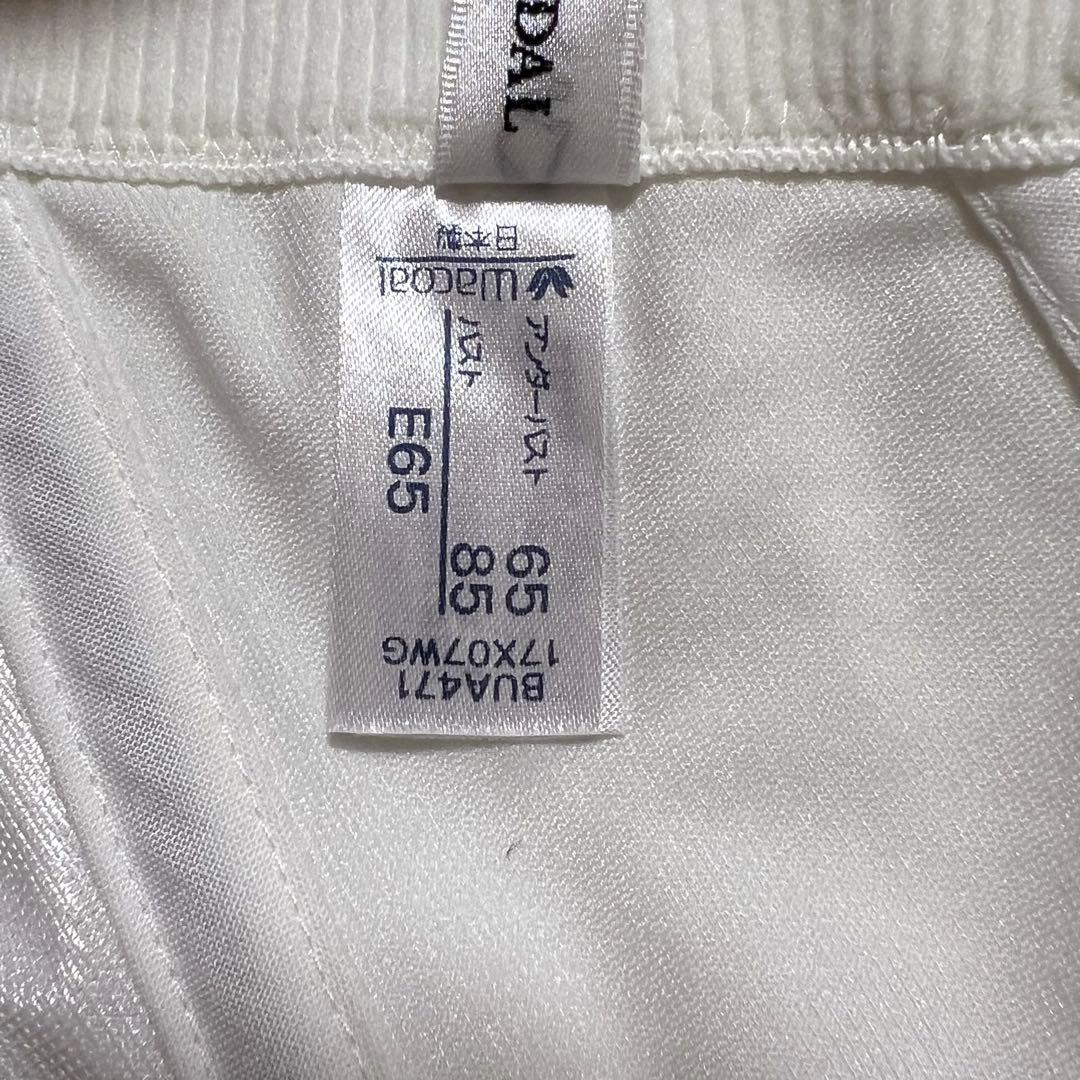 DAL
BUA471
17X07WG
アンダーバスト 65
バスト 85
E65
Wacoal
日本製